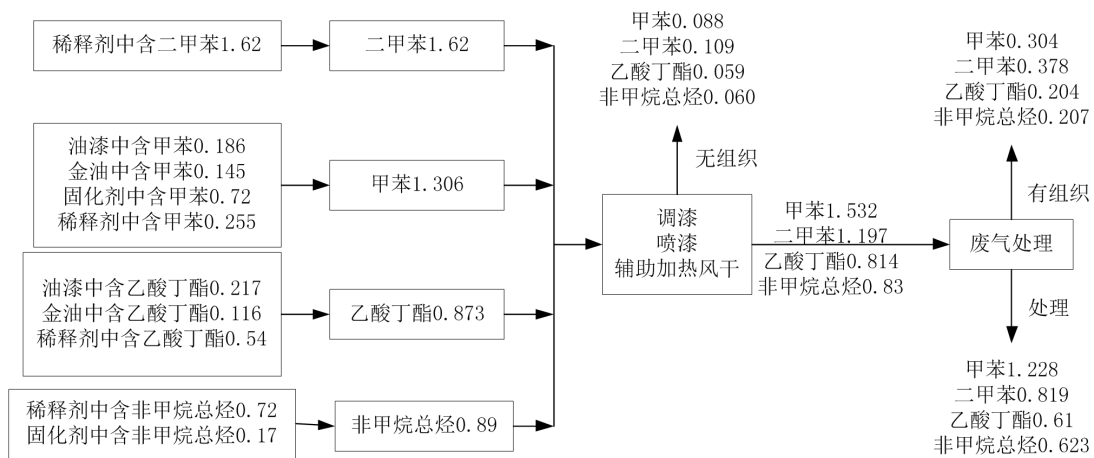 稀释剂中含二甲苯1.62
二甲苯1.62
油漆中含甲苯0.186
金油中含甲苯0.145
固化剂中含甲苯0.72
稀释剂中含甲苯0.255
甲苯1.306
油漆中含乙酸丁酯0.217
金油中含乙酸丁酯0.116
稀释剂中含乙酸丁酯0.54
乙酸丁酯0.873
稀释剂中含非甲烷总烃0.72
固化剂中含非甲烷总烃0.17
非甲烷总烃0.89
甲苯0.088
二甲苯0.109
乙酸丁酯0.059
非甲烷总烃0.060
无组织
调漆
喷漆
辅助加热风干
甲苯1.532
二甲苯1.197
乙酸丁酯0.814
非甲烷总烃0.83
甲苯0.304
二甲苯0.378
乙酸丁酯0.204
非甲烷总烃0.207
有组织
废气处理
处理
甲苯1.228
二甲苯0.819
乙酸丁酯0.61
非甲烷总烃0.623